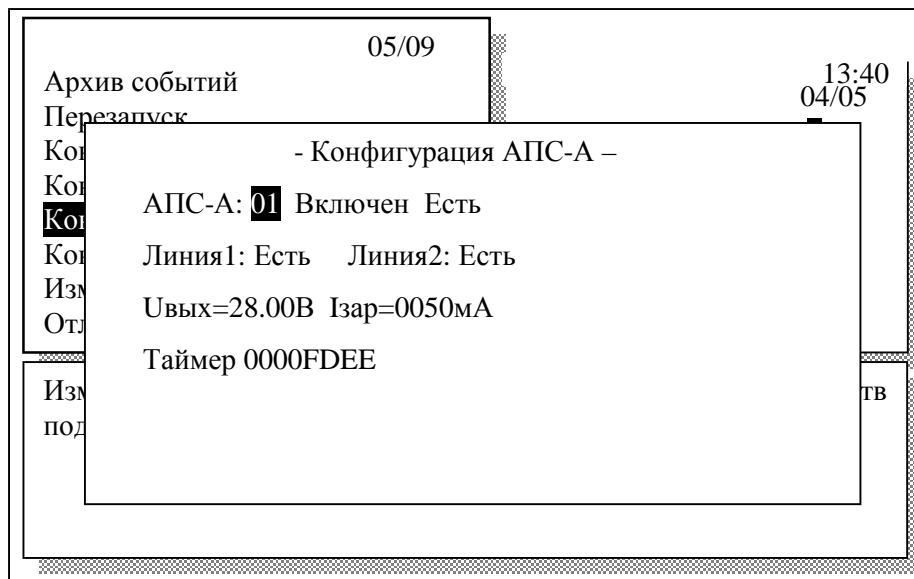 05/09
13:40
Архив событий
04/05
Перезапуск
- Конфигурация АПС-А –
АПС-А: 01 Включен Есть
Линия1: Есть Линия2: Есть
Uвых=28.00В Iзар=0050мА
Таймер 0000FDEE